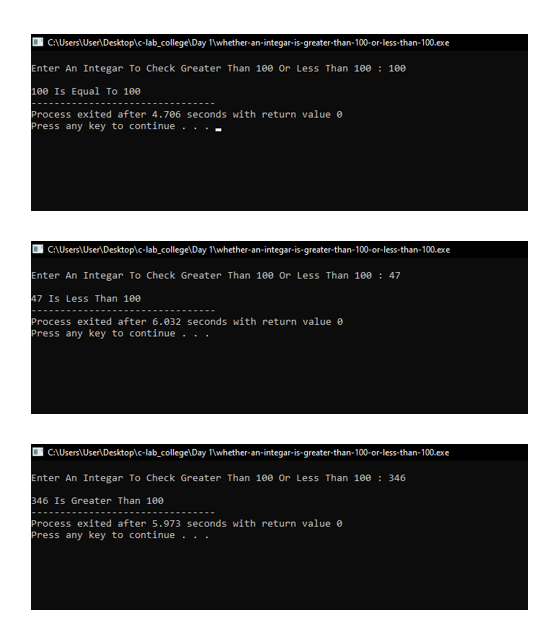 C:\Users\User\Desktop\c-lab_college\Day 1\whether-an-integar-is-greater-than-100-or-less-than-100.exe
Enter An Integar To Check Greater Than 100 Or Less Than 100 : 100
100 Is Equal To 100
--------------------------------
Process exited after 4.706 seconds with return value 0
Press any key to continue . . .
C:\Users\User\Desktop\c-lab_college\Day 1\whether-an-integar-is-greater-than-100-or-less-than-100.exe
Enter An Integar To Check Greater Than 100 Or Less Than 100 : 47
47 Is Less Than 100
--------------------------------
Process exited after 6.032 seconds with return value 0
Press any key to continue . . .
C:\Users\User\Desktop\c-lab_college\Day 1\whether-an-integar-is-greater-than-100-or-less-than-100.exe
Enter An Integar To Check Greater Than 100 Or Less Than 100 : 346
346 Is Greater Than 100
--------------------------------
Process exited after 5.973 seconds with return value 0
Press any key to continue . . .